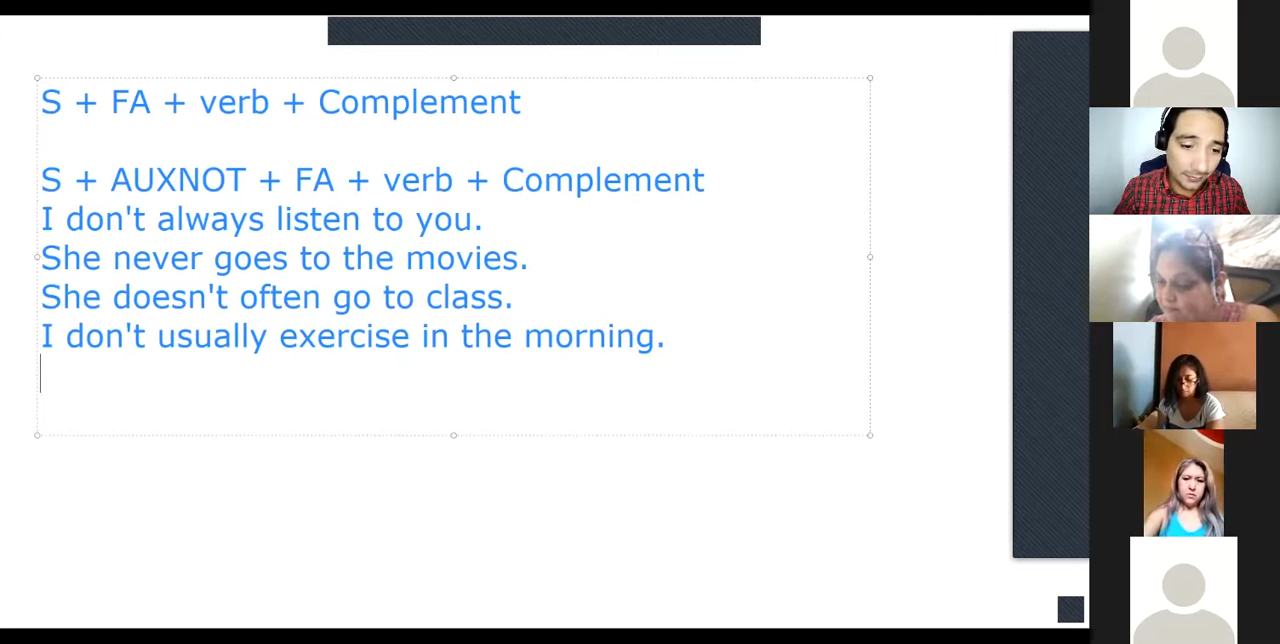 S + FA + verb + Complement
S + AUXNOT + FA + verb + Complement
I don't always listen to you.
She never goes to the movies.
She doesn't often go to class.
I don't usually exercise in the morning.